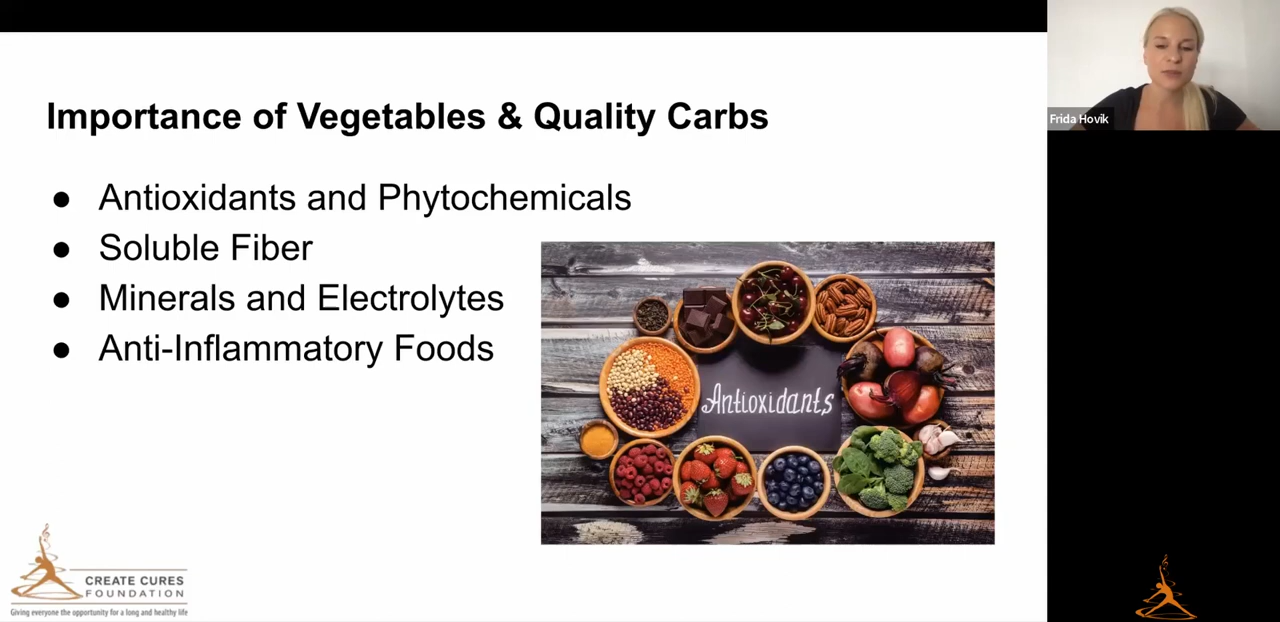 Importance of Vegetables & Quality Carbs
● Antioxidants and Phytochemicals
● Soluble Fiber
● Minerals and Electrolytes
● Anti-Inflammatory Foods
Antioxidants
CREATE CURES
FOUNDATION
Giving everyone the opportunity for a long and healthy life
Frida Hovik